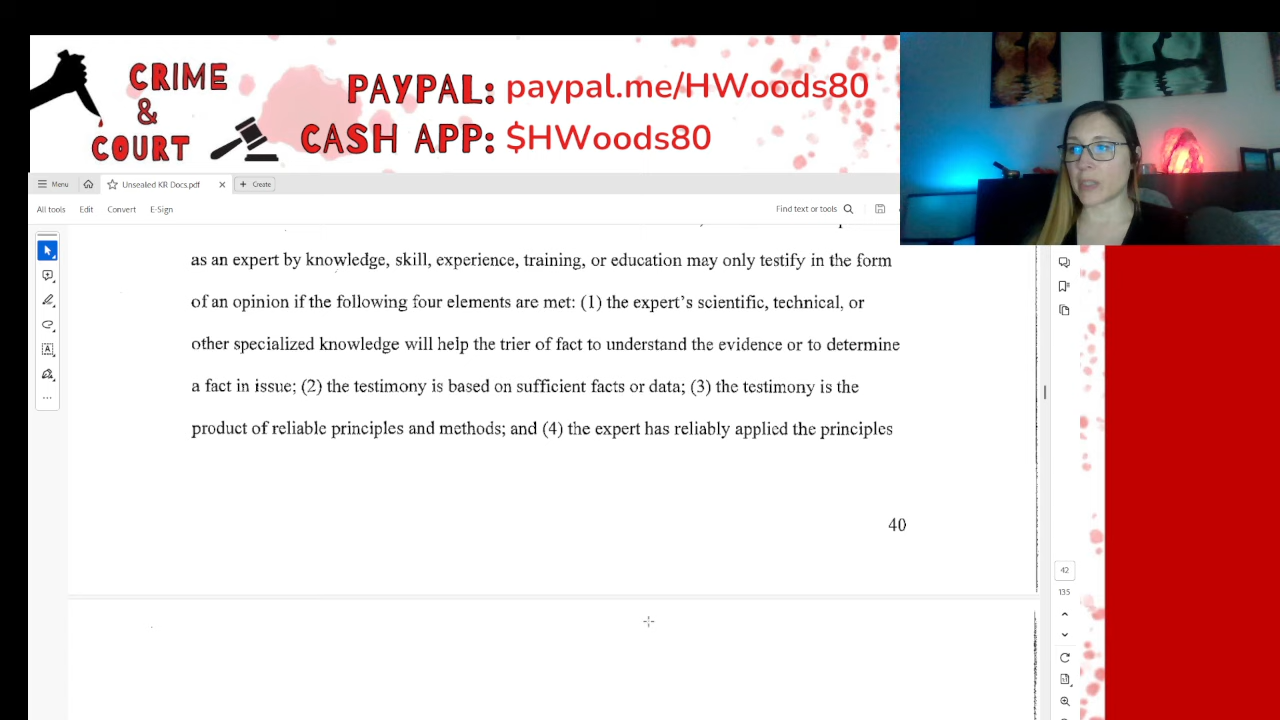 CRIME
&
COURT
PAYPAL: paypal.me/HWoods80
CASH APP: $HWoods80
Menu
Unsealed KR Docs.pdf
Create
All tools Edit Convert E-Sign
Find text or tools
as an expert by knowledge, skill, experience, training, or education may only testify in the form
of an opinion if the following four elements are met: (1) the expert's scientific, technical, or
other specialized knowledge will help the trier of fact to understand the evidence or to determine
a fact in issue; (2) the testimony is based on sufficient facts or data; (3) the testimony is the
product of reliable principles and methods; and (4) the expert has reliably applied the principles
40
42
135